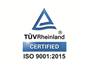 TÜVRheinland
CERTIFIED
ISO 9001:2015